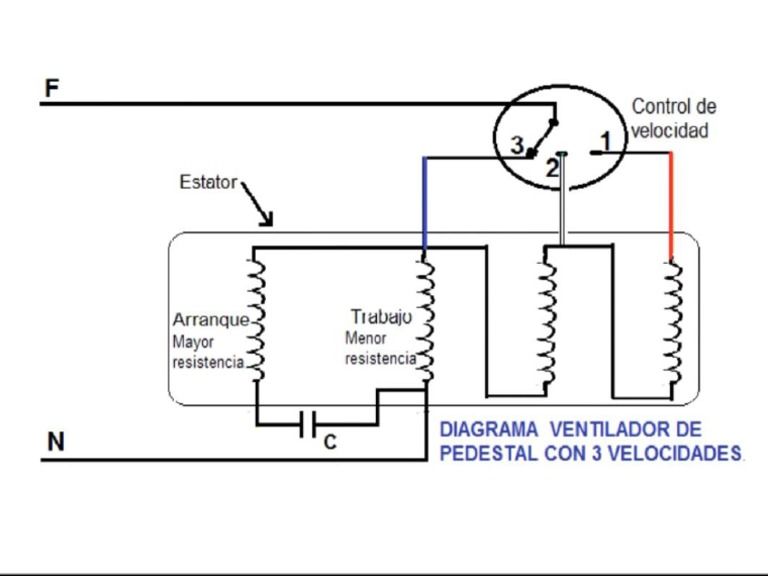 F
Control de
velocidad
3
1
2
Estator
Arranque
Mayor
resistencia
Trabajo
Menor
resistencia
C
N
DIAGRAMA VENTILADOR DE
PEDESTAL CON 3 VELOCIDADES.